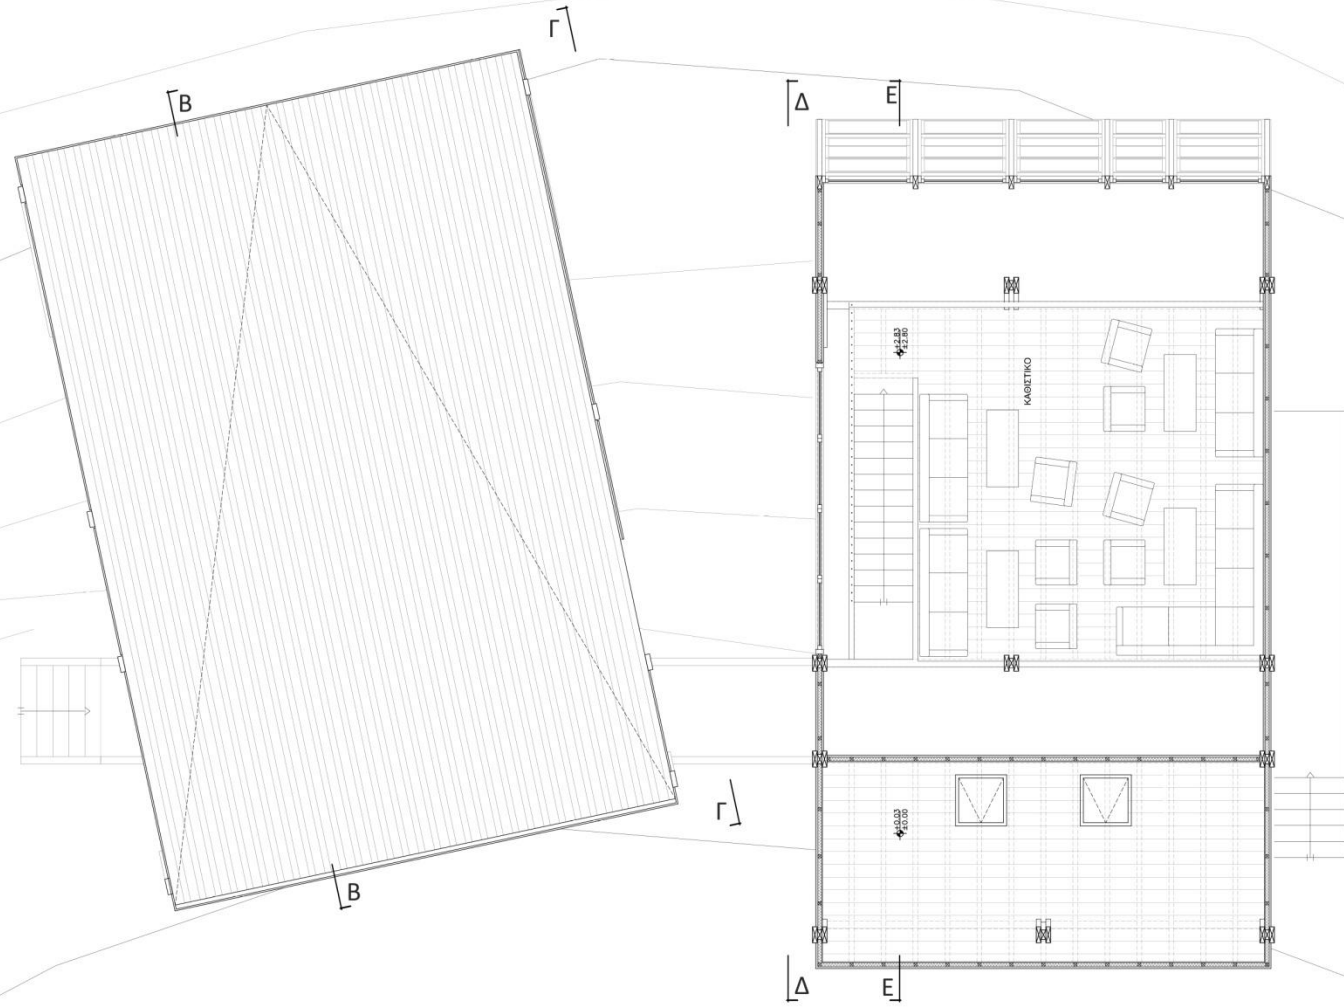 Γ
Β
Δ
Ε
±2.83
±2.80
ΚΑΘΙΣΤΙΚΟ
Γ
±0.03
±0.00
Β
Δ
Ε